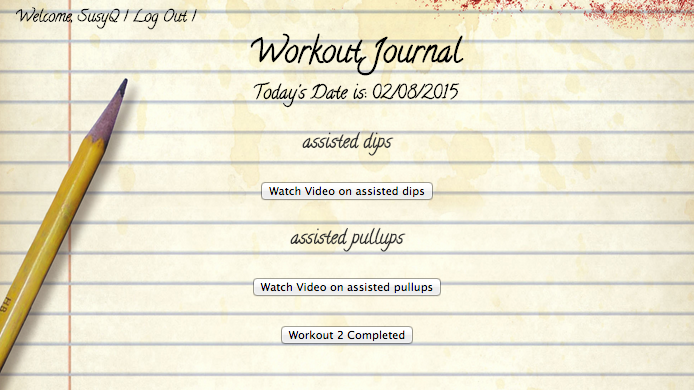 Welcome, SusyQ | Log Out |
Workout Journal
Today's Date is: 02/08/2015
assisted dips
Watch Video on assisted dips
assisted pullups
Watch Video on assisted pullups
Workout 2 Completed
HB